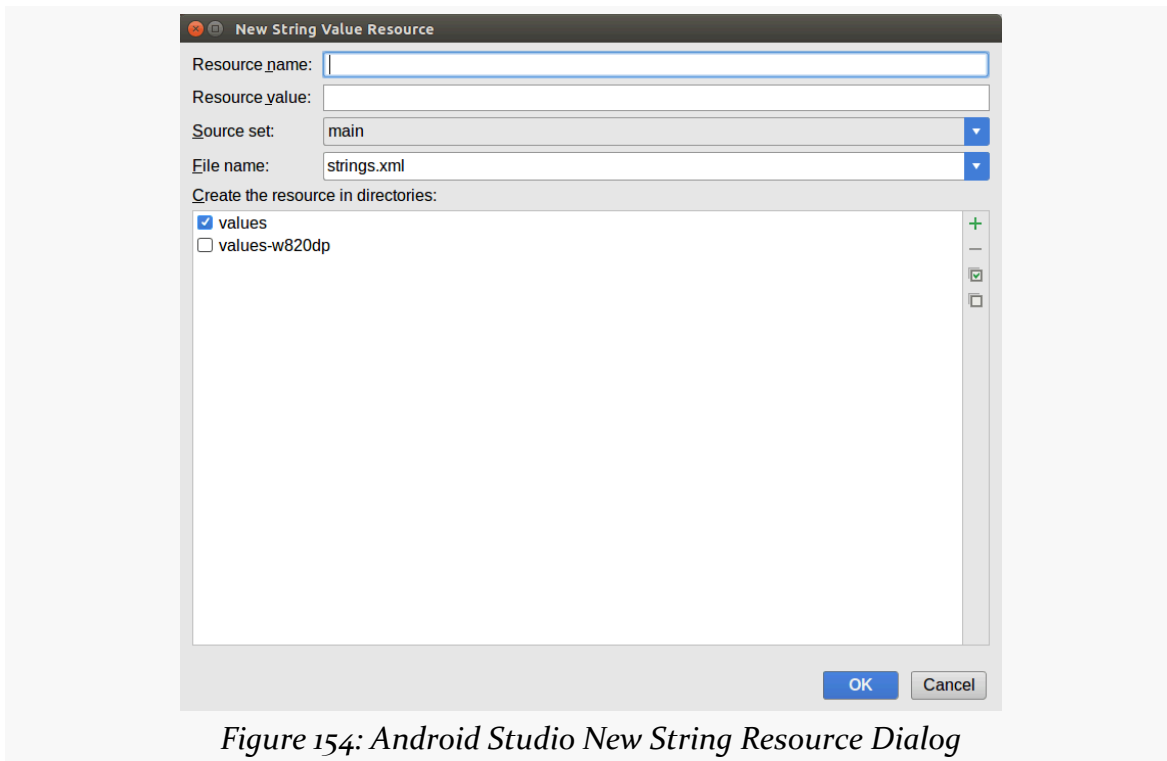 New String Value Resource
Resource name:
Resource value:
Source set: main
File name: strings.xml
Create the resource in directories:
values
values-w820dp
OK Cancel
Figure 154: Android Studio New String Resource Dialog